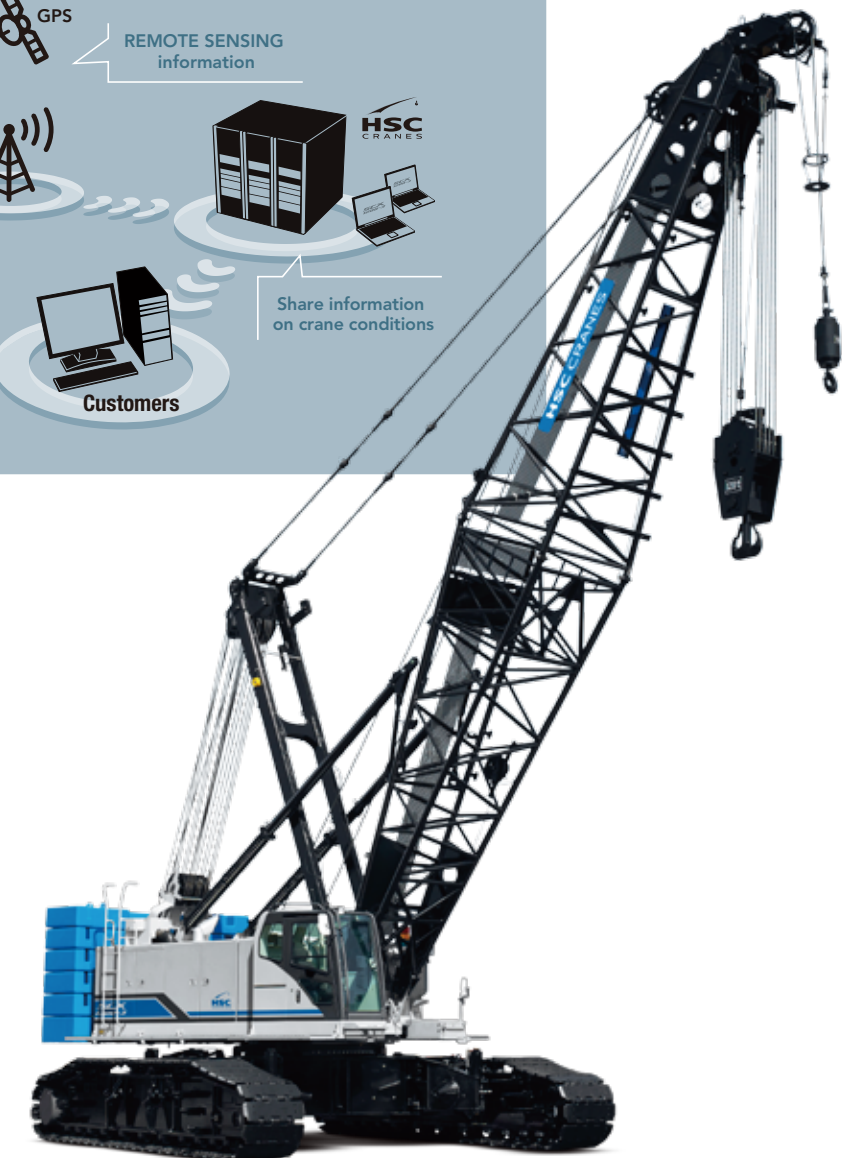 GPS
REMOTE SENSING
information
HSC
CRANES
Share information
on crane conditions
Customers
HSC CRANES
HSC